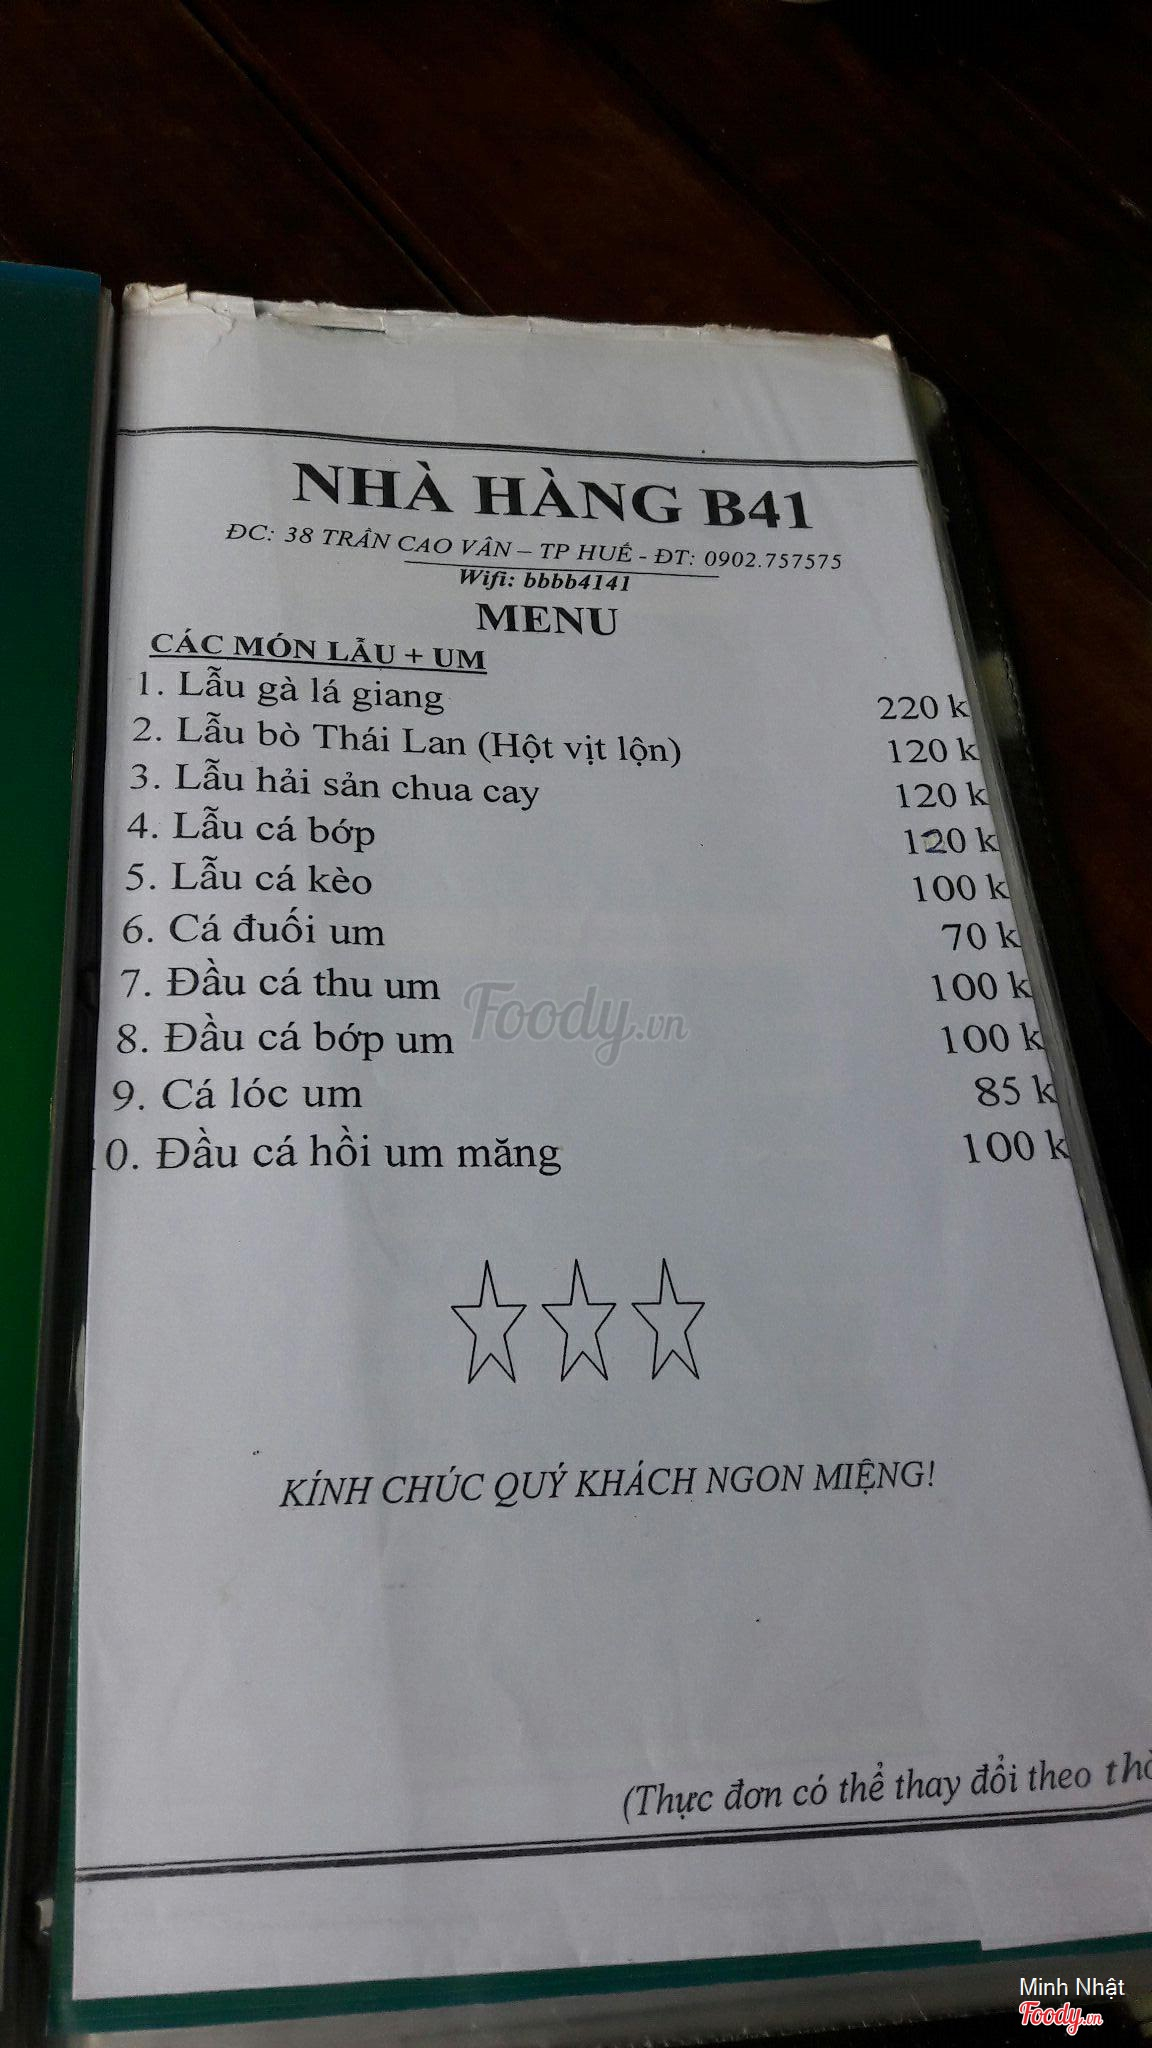 NHÀ HÀNG B41
ĐC: 38 TRẦN CAO VÂN – TP HUẾ - ĐT: 0902.757575
Wifi: bbbb4141
MENU
CÁC MÓN LẪU + UM
1. Lẫu gà lá giang 220 k
2. Lẫu bò Thái Lan (Hột vịt lộn) 120 k
3. Lẫu hải sản chua cay 120 k
4. Lẫu cá bớp 120 k
5. Lẫu cá kèo 100 k
6. Cá đuối um 70 k
7. Đầu cá thu um 100 k
8. Đầu cá bớp um 100 k
9. Cá lóc um 85 k
10. Đầu cá hồi um măng 100 k
Foody.vn
KÍNH CHÚC QUÝ KHÁCH NGON MIỆNG!
(Thực đơn có thể thay đổi theo
Minh Nhật
Foody.vn